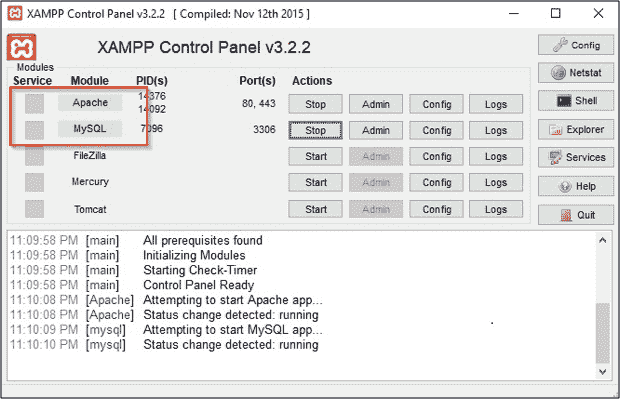 XAMPP Control Panel v3.2.2 [ Compiled: Nov 12th 2015 ]
XAMPP Control Panel v3.2.2
Config
Modules
Service Module PID(s) Port(s) Actions
Netstat
Apache 14376 14092 80, 443 Stop Admin Config Logs
Shell
MySQL 7096 3306 Stop Admin Config Logs
Explorer
FileZilla Start Admin Config Logs
Services
Mercury Start Admin Config Logs
Help
Tomcat Start Admin Config Logs
Quit
11:09:58 PM [main] All prerequisites found
11:09:58 PM [main] Initializing Modules
11:09:58 PM [main] Starting Check-Timer
11:09:58 PM [main] Control Panel Ready
11:10:08 PM [Apache] Attempting to start Apache app...
11:10:08 PM [Apache] Status change detected: running
11:10:09 PM [mysql] Attempting to start MySQL app...
11:10:10 PM [mysql] Status change detected: running